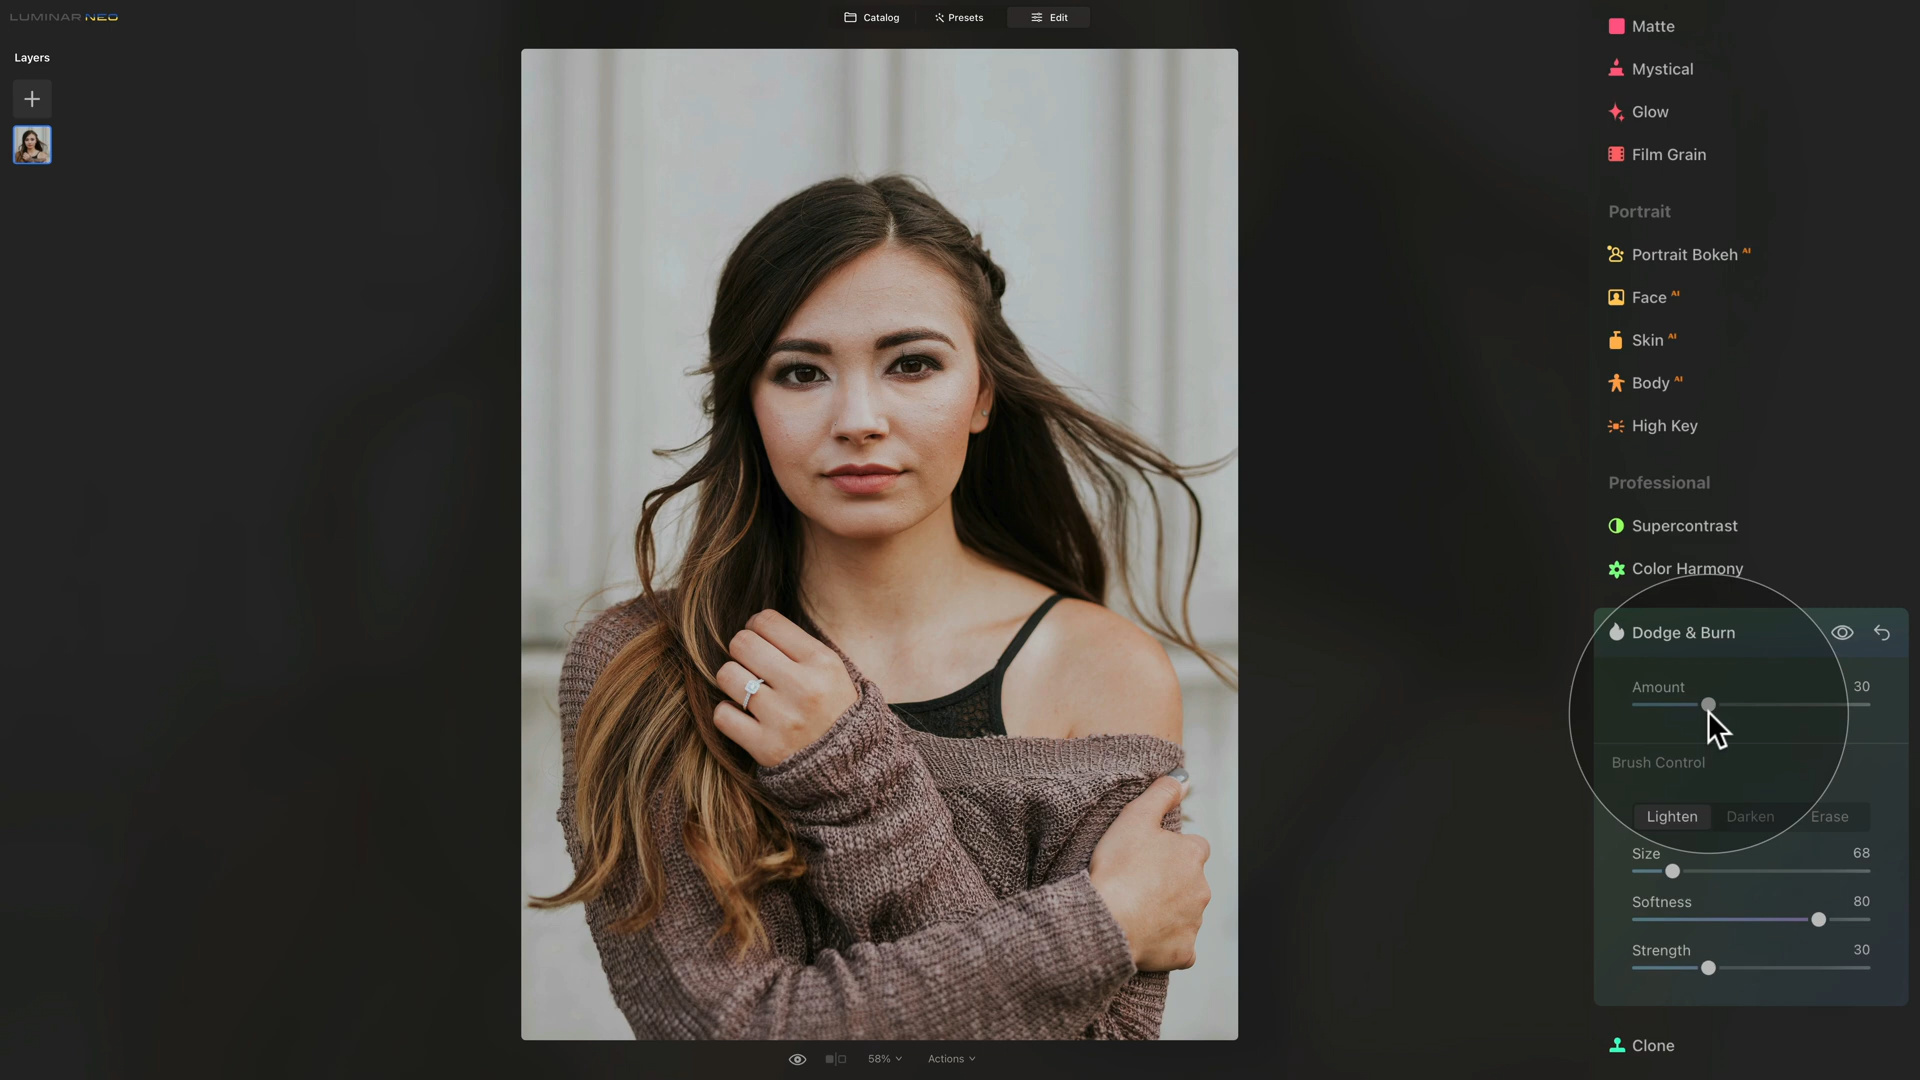 LUMINAR NEO
Catalog
Presets
Edit
Layers
Matte
Mystical
Glow
Film Grain
Portrait
Portrait Bokeh AI
Face AI
Skin AI
Body AI
High Key
Professional
Supercontrast
Color Harmony
Dodge & Burn
Amount 30
Brush Control
Lighten Darken Erase
Size 68
Softness 80
Strength 30
Clone
58% Actions